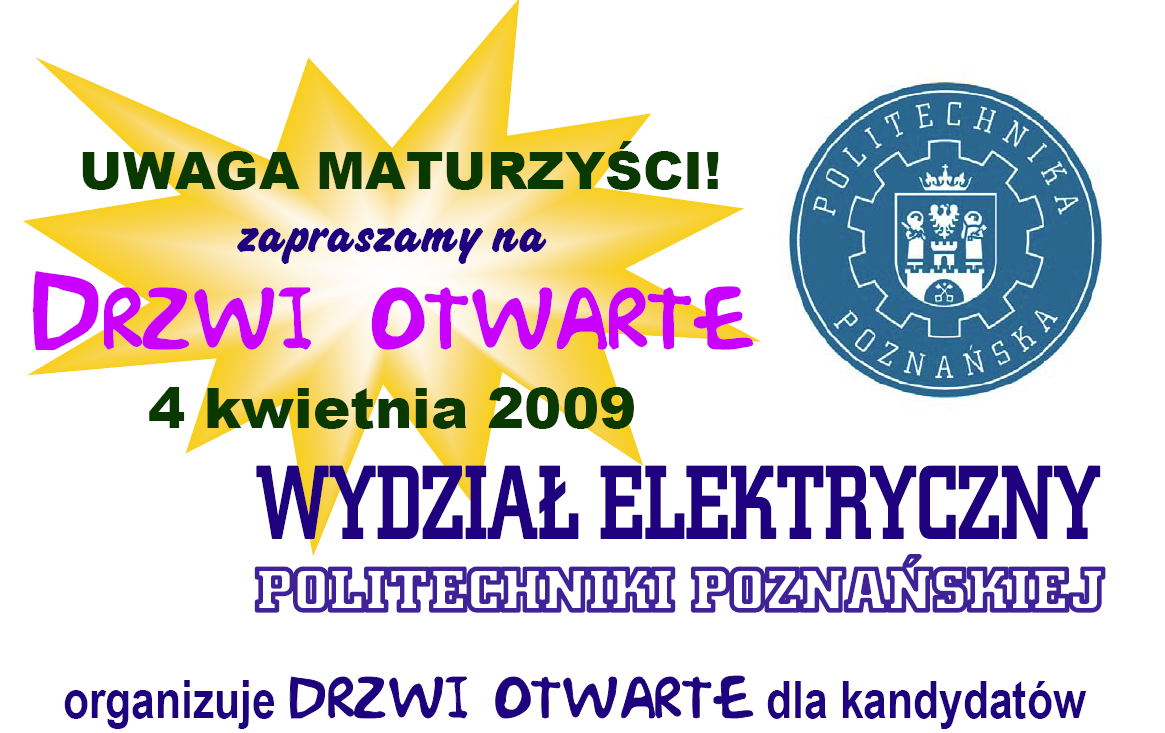 UWAGA MATURZYŚCI!
zapraszamy na
DRZWI OTWARTE
4 kwietnia 2009
POLITECHNIKA
POZNAŃSKA
WYDZIAŁ ELEKTRYCZNY
POLITECHNIKI POZNAŃSKIEJ
organizuje DRZWI OTWARTE dla kandydatów